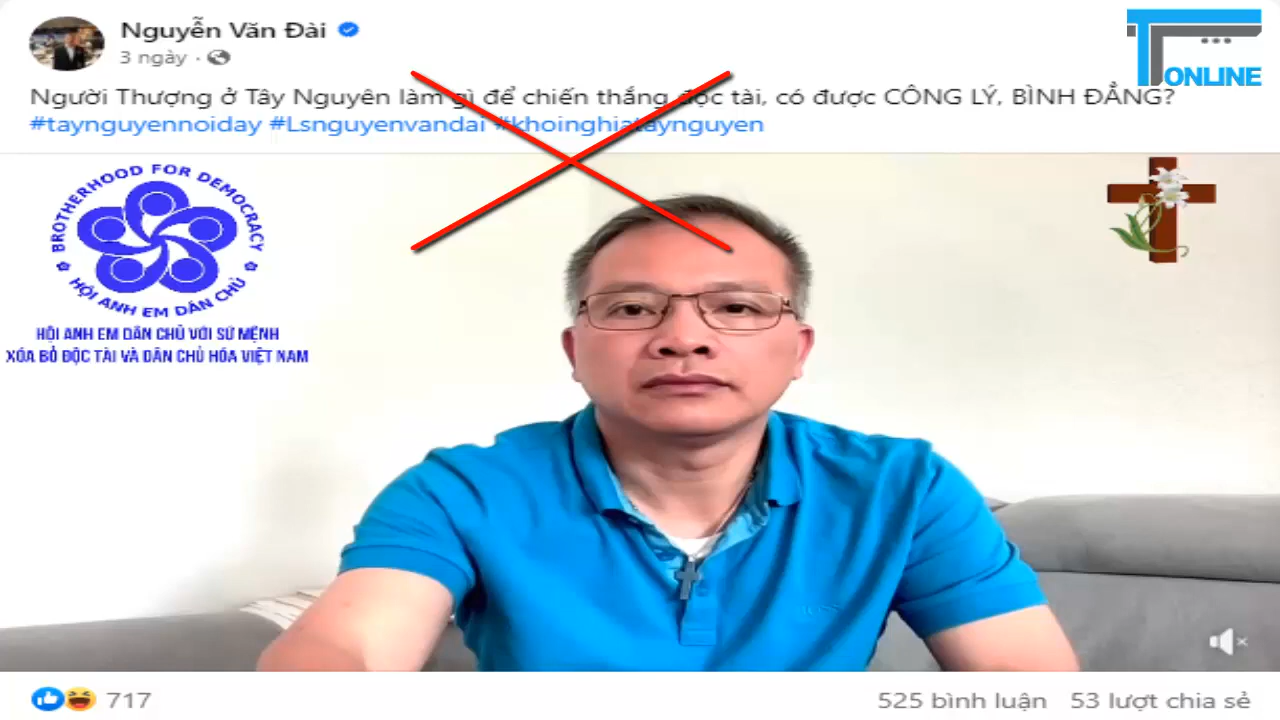 Nguyễn Văn Đài
3 ngày ·
T ONLINE
Người Thượng ở Tây Nguyên làm gì để chiến thắng độc tài, có được CÔNG LÝ, BÌNH ĐẲNG?
#taynguyennoiday #Lsnguyenvandai #khoinghiataynguyen
BROTHERHOOD FOR DEMOCRACY
HỘI ANH EM DÂN CHỦ
HỘI ANH EM DÂN CHỦ VỚI SỨ MỆNH
XÓA BỎ ĐỘC TÀI VÀ DÂN CHỦ HÓA VIỆT NAM
BOSS
717
525 bình luận 53 lượt chia sẻ